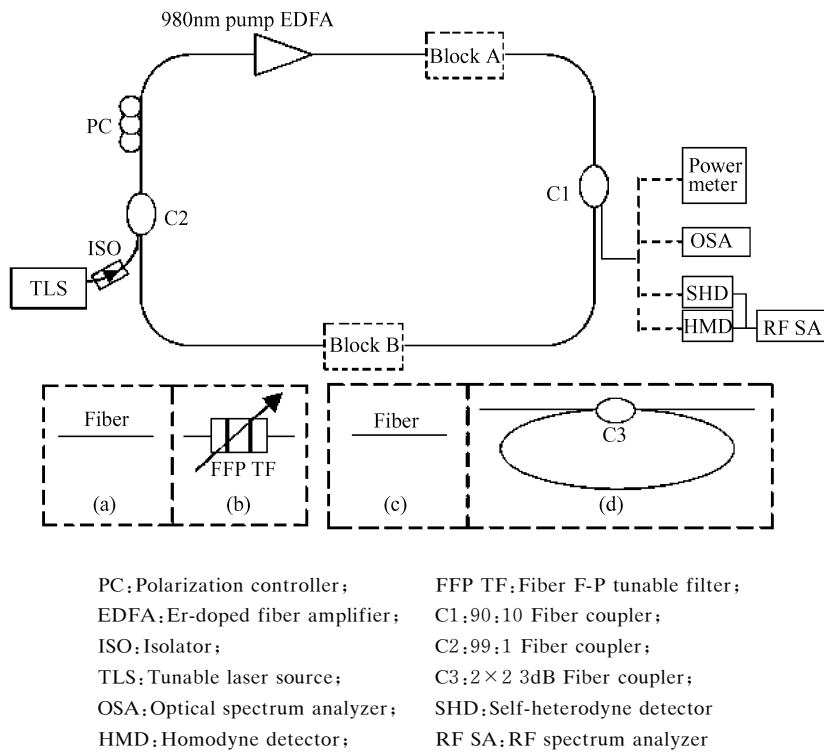 980nm pump EDFA
Block A
PC
C2
ISO
TLS
C1
Power
meter
OSA
SHD
HMD
RF SA
Block B
Fiber
(a)
FFP TF
(b)
Fiber
(c)
C3
(d)
PC:Polarization controller;
FFP TF:Fiber F-P tunable filter;
EDFA:Er-doped fiber amplifier;
C1:90:10 Fiber coupler;
ISO:Isolator;
C2:99:1 Fiber coupler;
TLS:Tunable laser source;
C3:2×2 3dB Fiber coupler;
OSA:Optical spectrum analyzer;
SHD:Self-heterodyne detector
HMD:Homodyne detector;
RF SA:RF spectrum analyzer